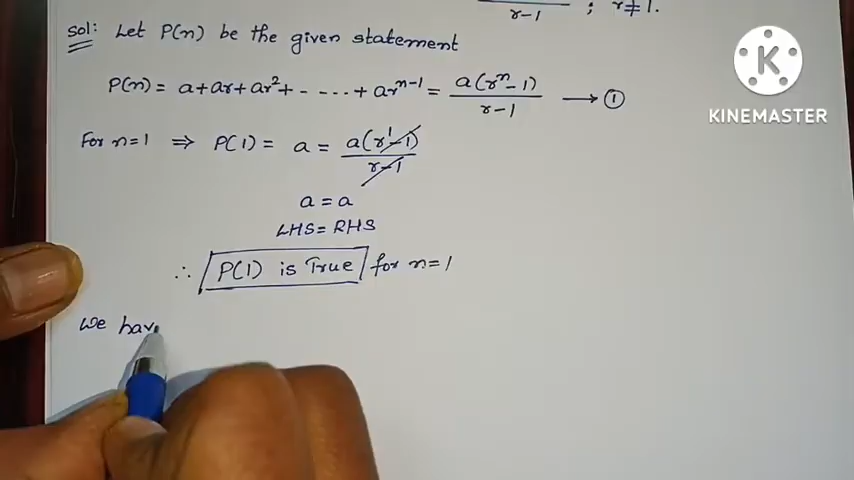 r-1 ; r≠1.
Sol: Let P(n) be the given statement
P(n) = a+ar+ar²+ - ... + arⁿ⁻¹ = a(rⁿ-1) / r-1 → ①
For n=1 ⇒ P(1) = a = a(r¹-1) / r-1
a = a
LHS = RHS
∴ P(1) is True for n=1
We hav
K
KINEMASTER